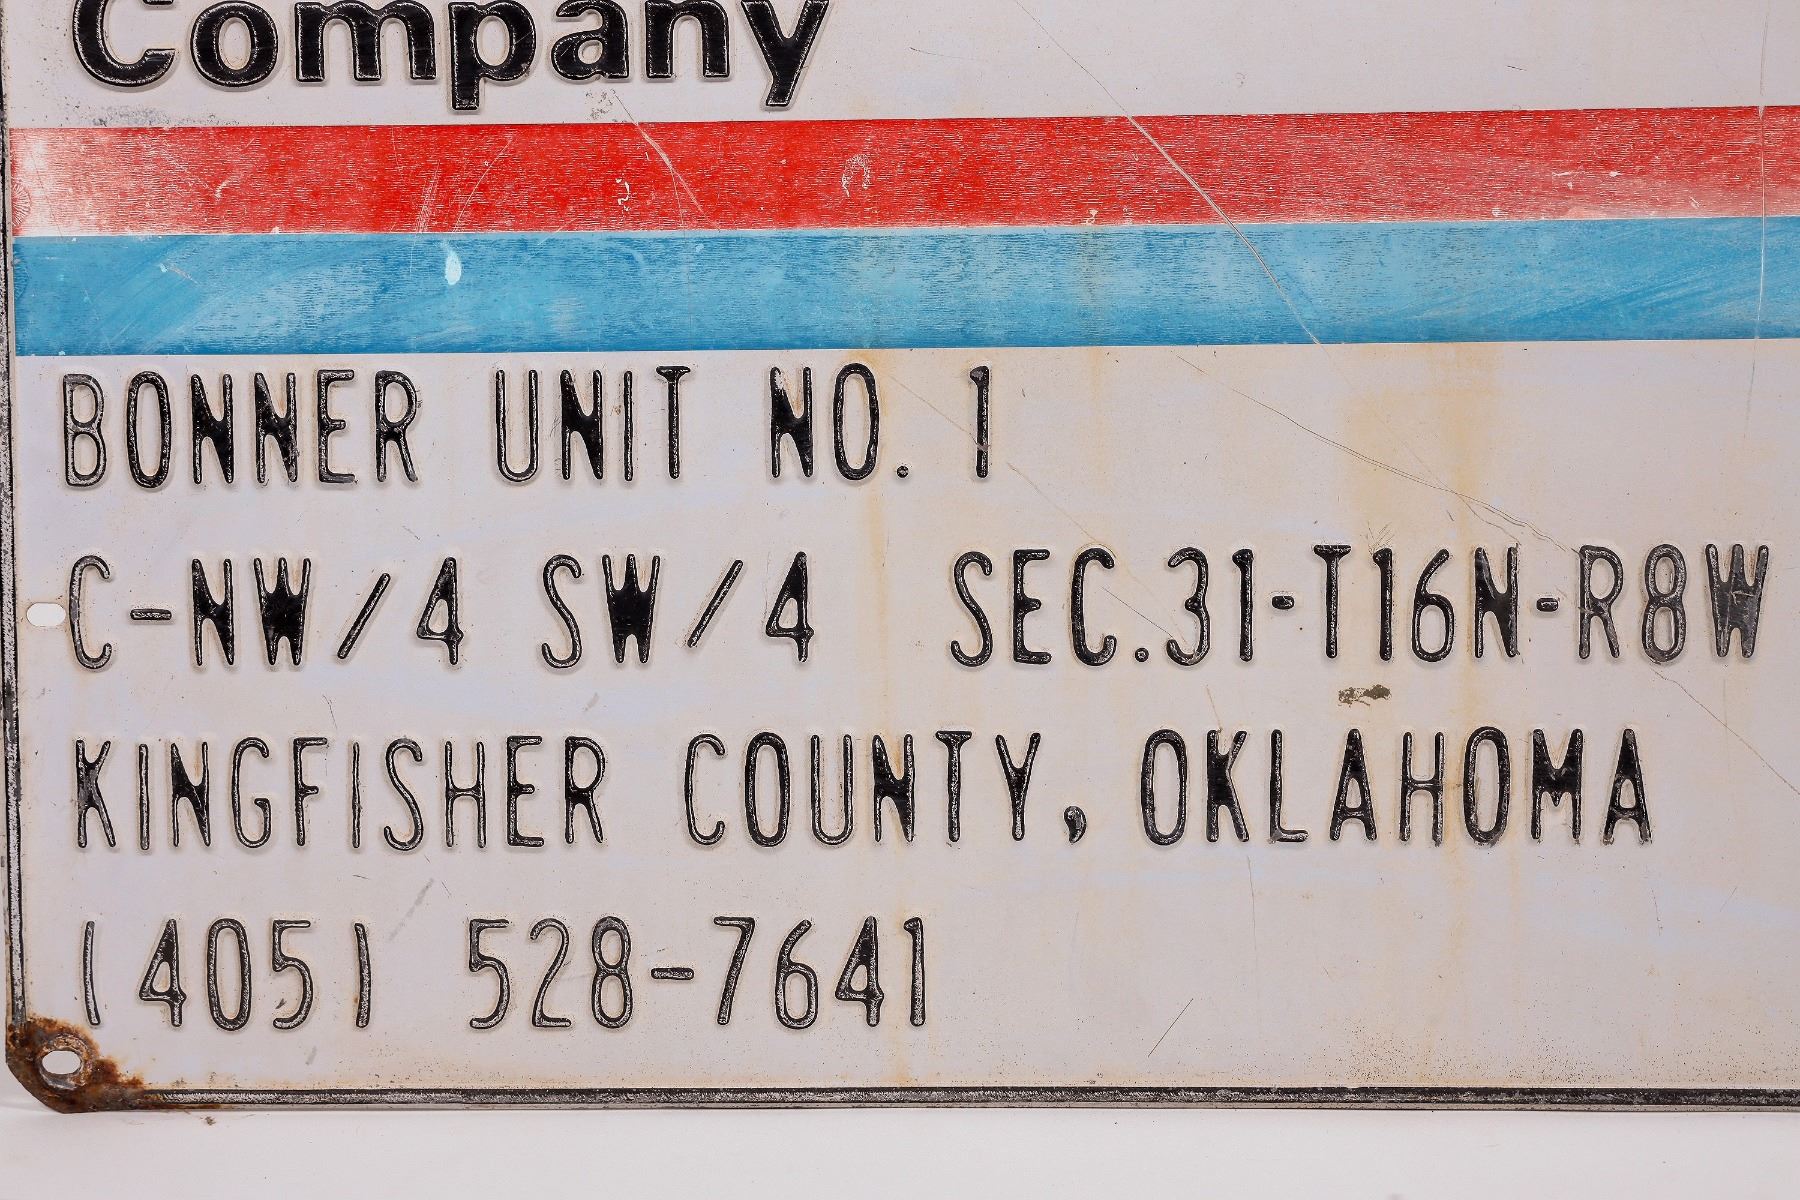 Company
BONNER UNIT NO. 1
C-NW/4 SW/4 SEC.31-T16N-R8W
KINGFISHER COUNTY, OKLAHOMA
(405) 528-7641